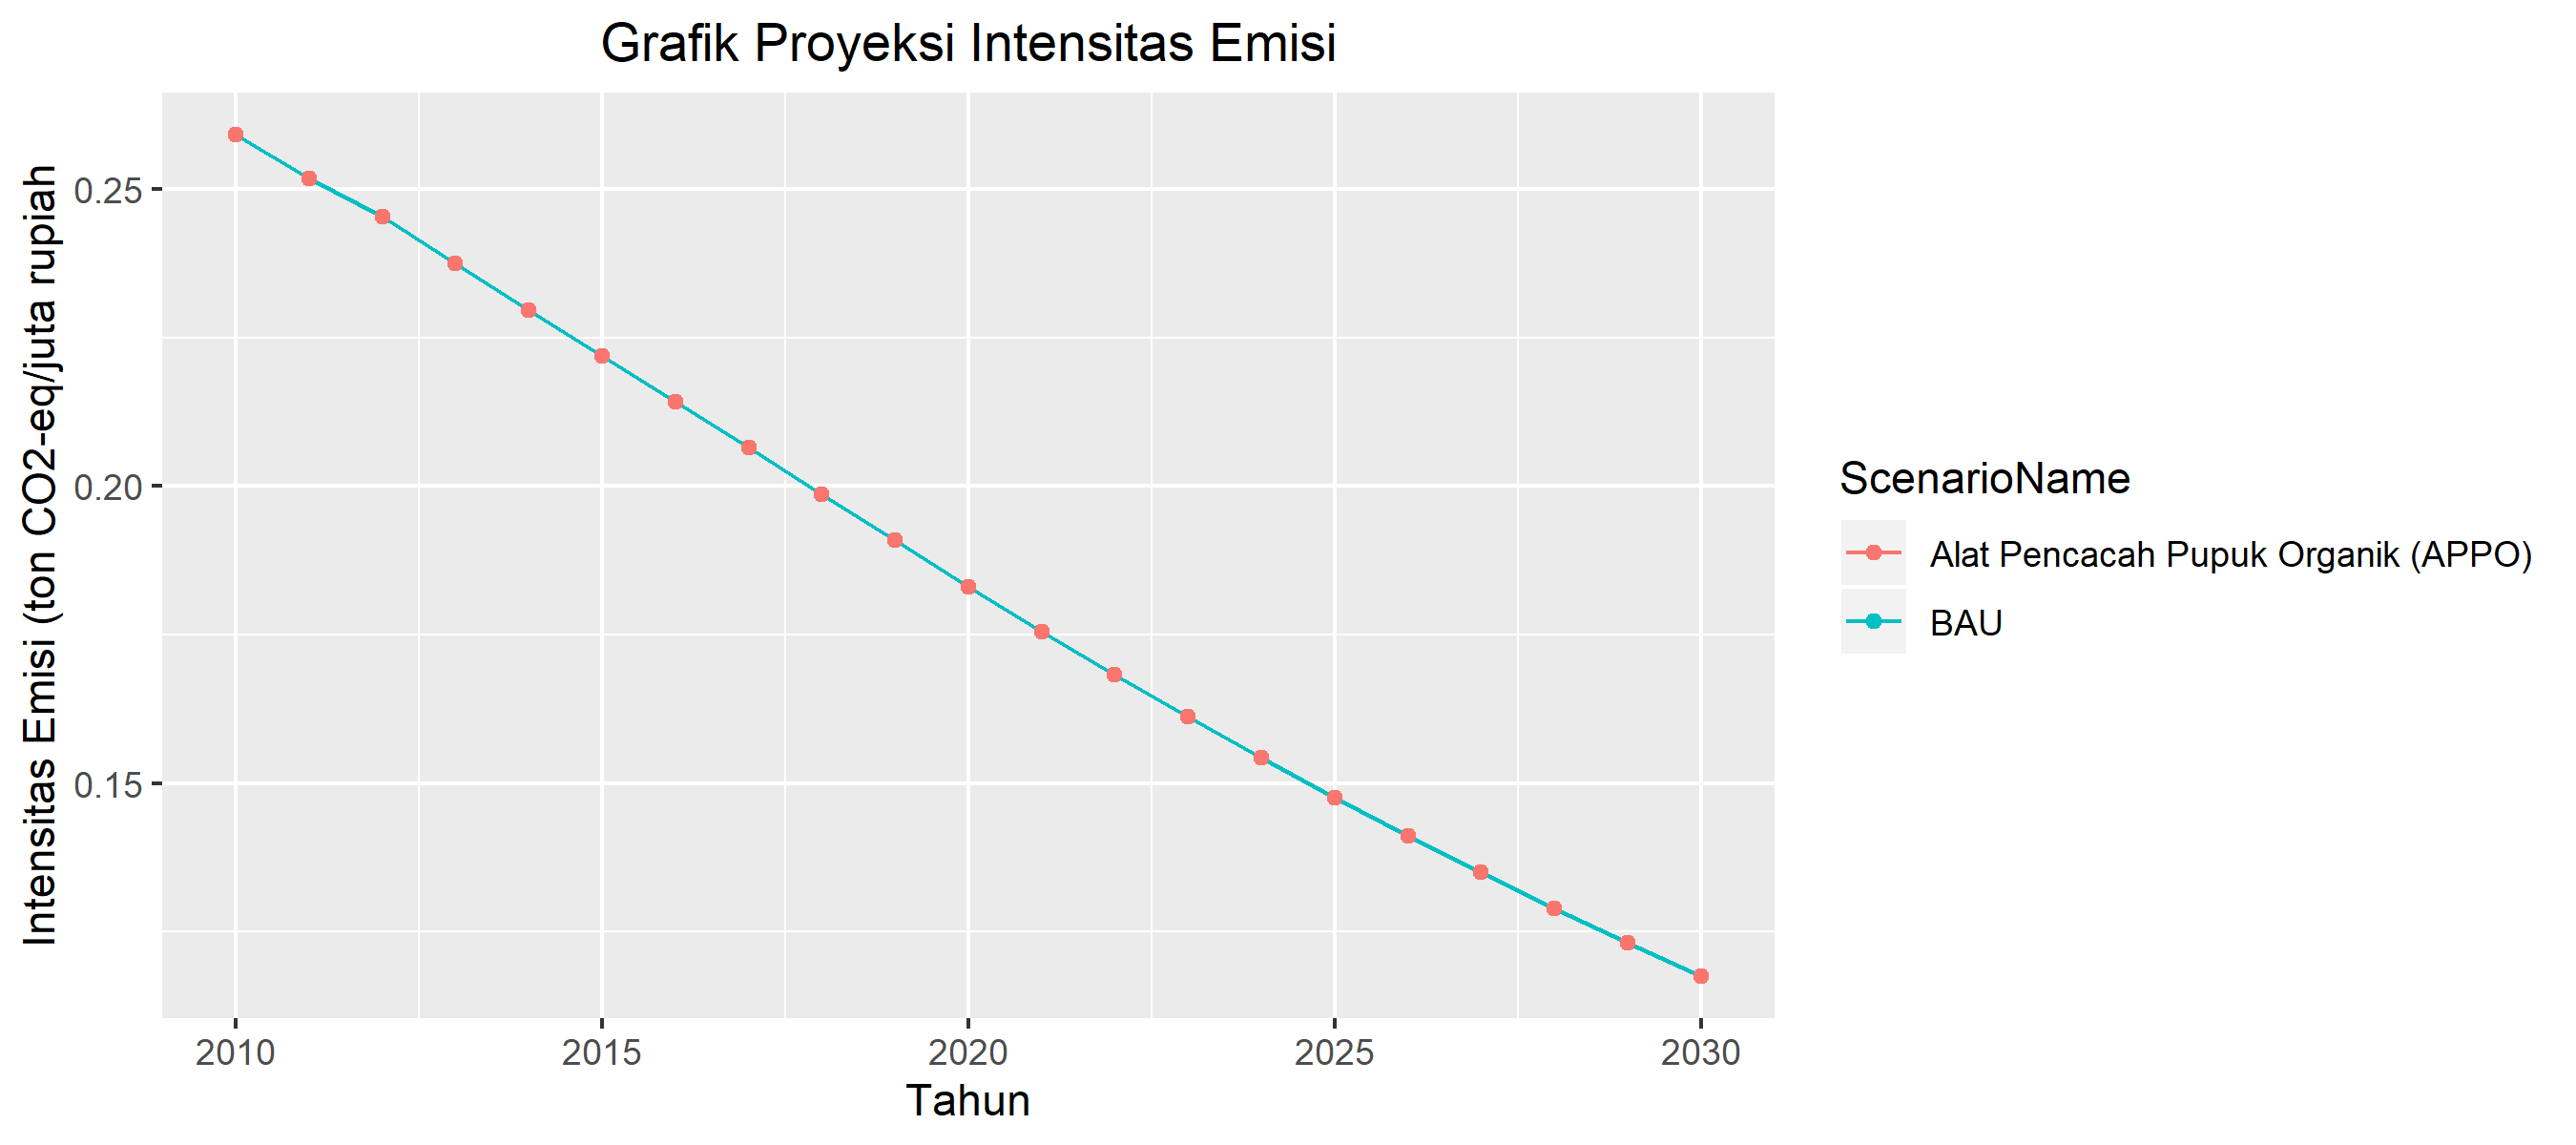 Grafik Proyeksi Intensitas Emisi
Intensitas Emisi (ton CO2-eq/juta rupiah
0.25
0.20
0.15
2010
2015
2020
2025
2030
Tahun
ScenarioName
Alat Pencacah Pupuk Organik (APPO)
BAU